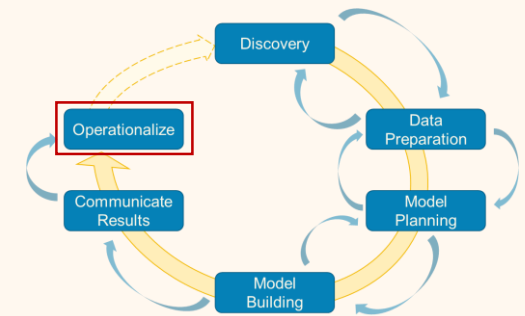 Discovery
Operationalize
Data
Preparation
Communicate
Results
Model
Planning
Model
Building